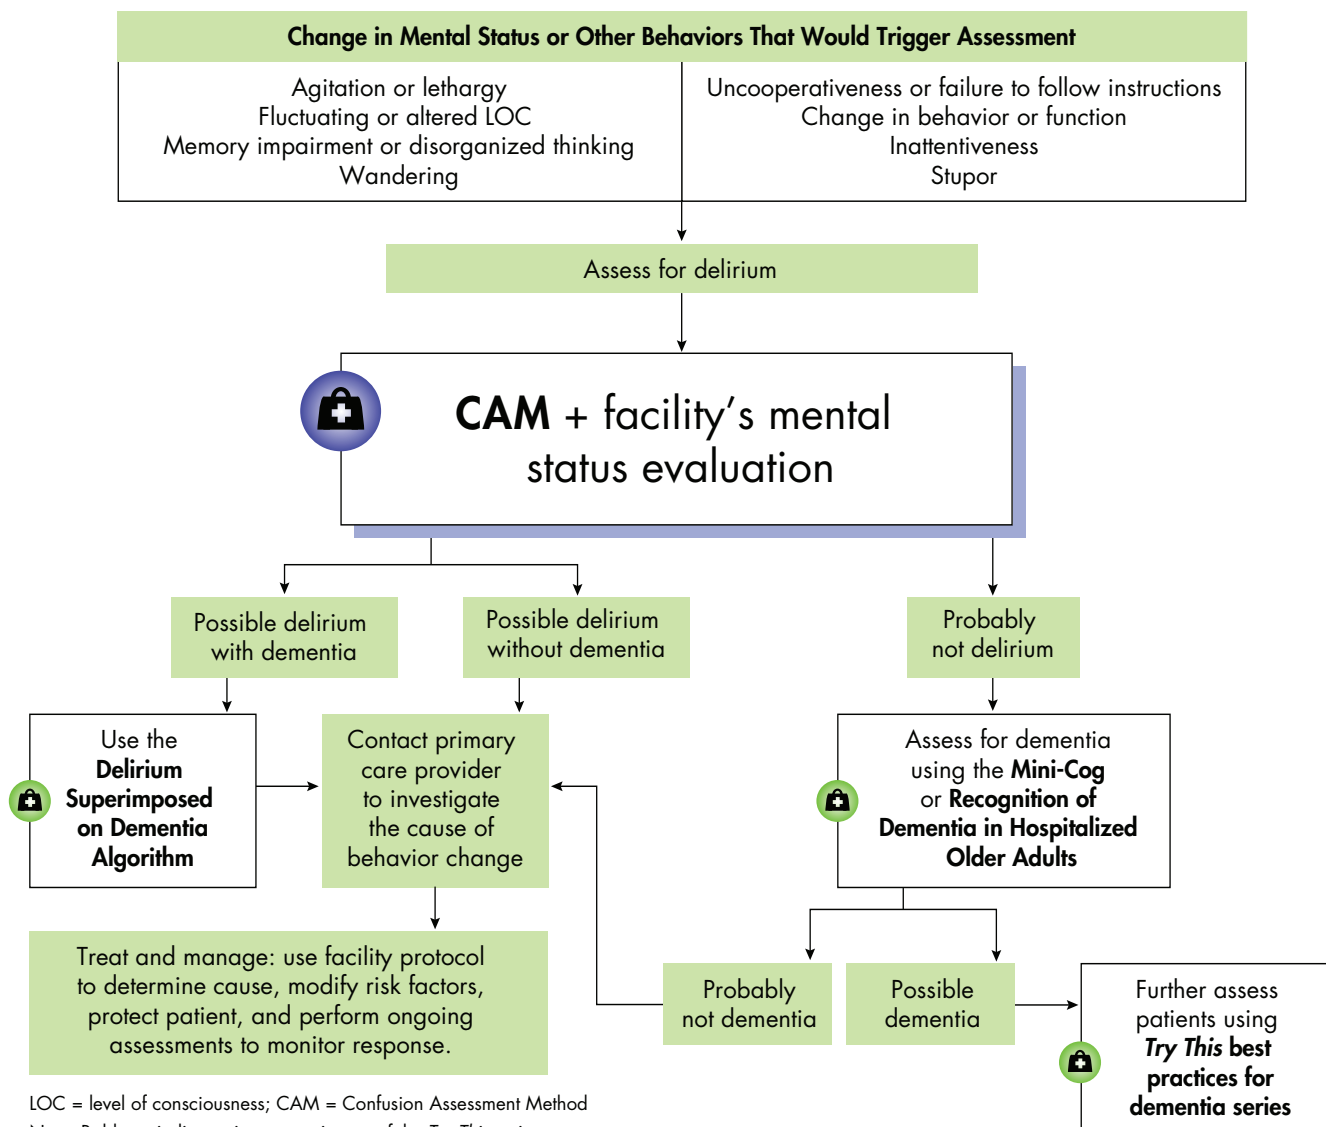 Change in Mental Status or Other Behaviors That Would Trigger Assessment
Agitation or lethargy
Fluctuating or altered LOC
Memory impairment or disorganized thinking
Wandering
Uncooperativeness or failure to follow instructions
Change in behavior or function
Inattentiveness
Stupor
Assess for delirium
CAM + facility’s mental
status evaluation
Possible delirium
with dementia
Possible delirium
without dementia
Probably
not delirium
Use the
Delirium
Superimposed
on Dementia
Algorithm
Contact primary
care provider
to investigate
the cause of
behavior change
Assess for dementia
using the Mini-Cog
or Recognition of
Dementia in Hospitalized
Older Adults
Treat and manage: use facility protocol
to determine cause, modify risk factors,
protect patient, and perform ongoing
assessments to monitor response.
Probably
not dementia
Possible
dementia
Further assess
patients using
Try This best
practices for
dementia series
LOC = level of consciousness; CAM = Confusion Assessment Method